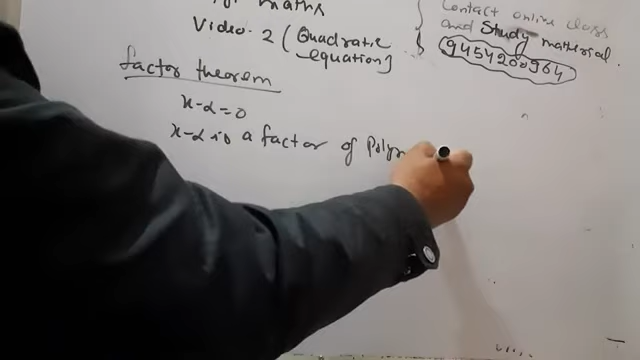 maths
Video-2 (Quadratic
equation)
Contact online class
and Study material.
9454200964
factor theorem
x-α=0
x-α is a factor of Polyn